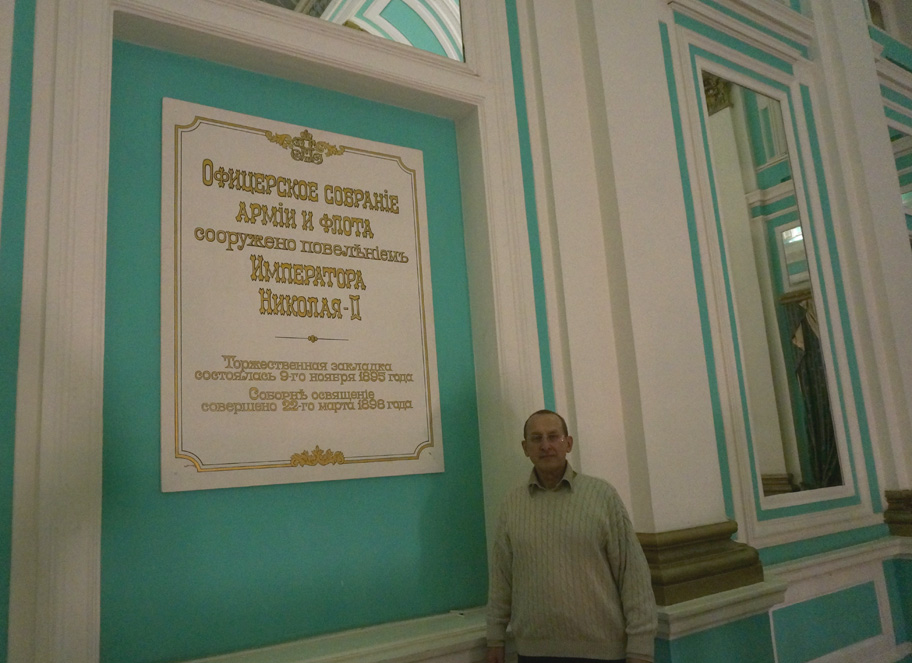 Офицерское собраніе
арміи и флота
сооружено повелѣніемъ
Императора
Николая-II
Торжественная закладка
состоялась 9-го ноября 1895 года
Соборнѣ освященіе
совершено 22-го марта 1898 года